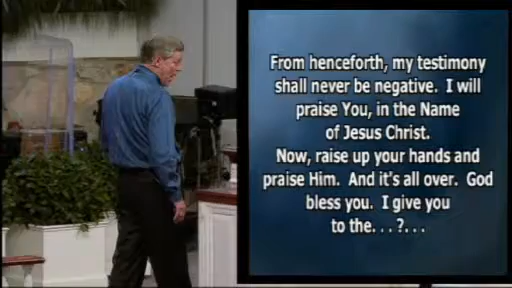 From henceforth, my testimony
shall never be negative. I will
praise You, in the Name
of Jesus Christ.
Now, raise up your hands and
praise Him. And it's all over. God
bless you. I give you
to the. . .?. . .